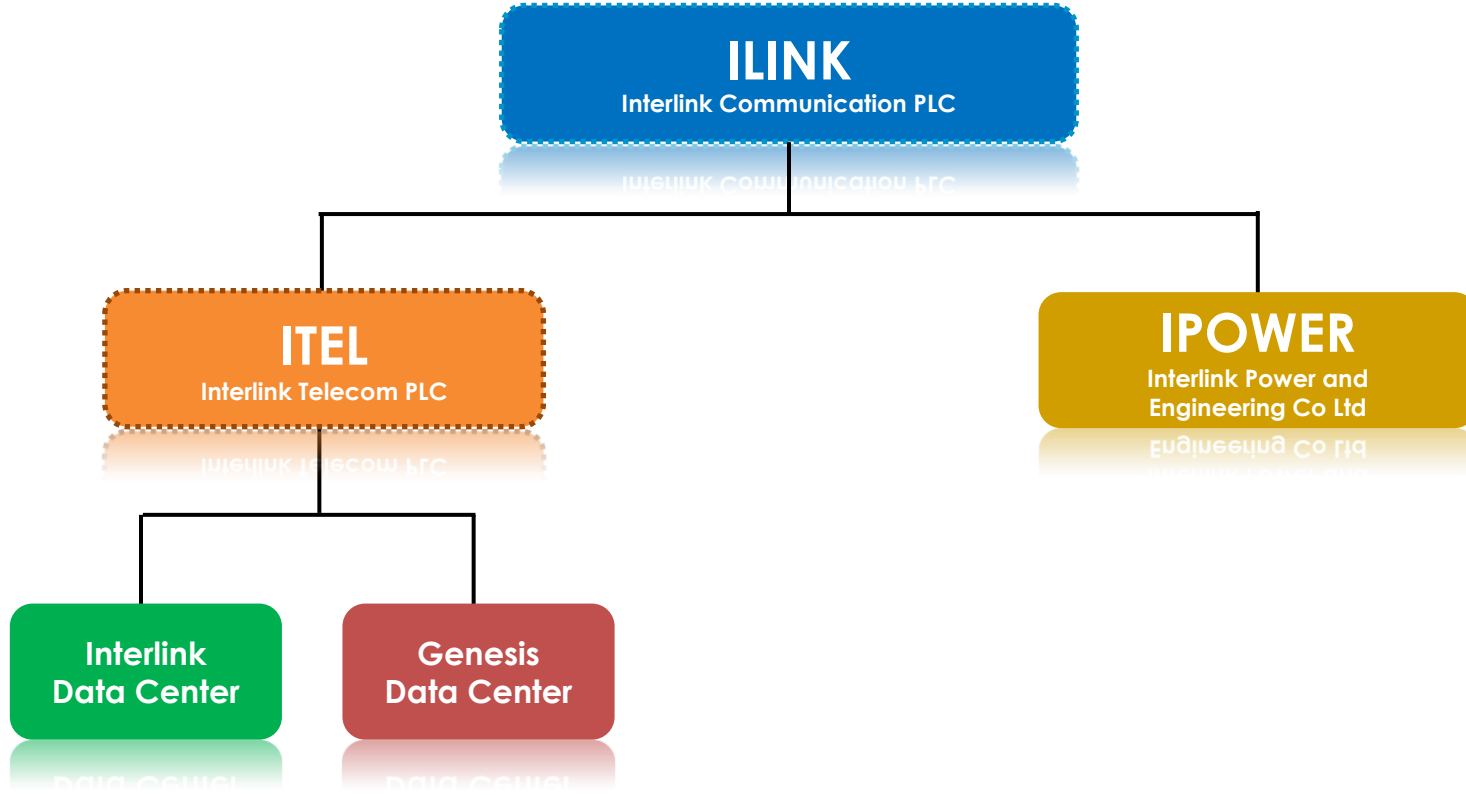 ILINK
Interlink Communication PLC
ITEL
Interlink Telecom PLC
IPOWER
Interlink Power and
Engineering Co Ltd
Interlink
Data Center
Genesis
Data Center